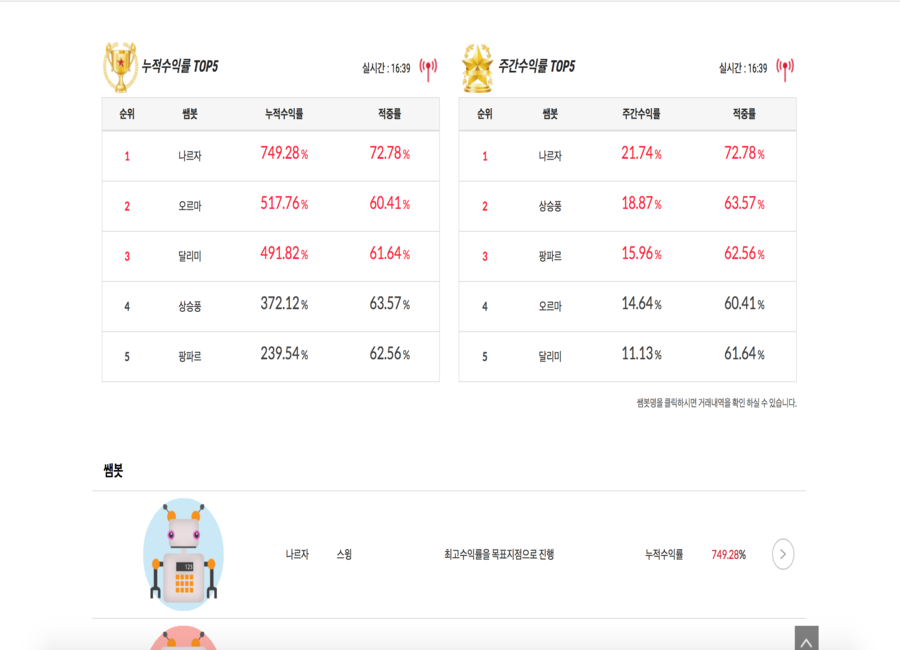 누적수익률 TOP5
실시간 : 16:39
순위 쌤봇 누적수익률 적중률
1 나르자 749.28 % 72.78 %
2 오르마 517.76 % 60.41 %
3 달리미 491.82 % 61.64 %
4 상승풍 372.12 % 63.57 %
5 팡파르 239.54 % 62.56 %
주간수익률 TOP5
실시간 : 16:39
순위 쌤봇 주간수익률 적중률
1 나르자 21.74 % 72.78 %
2 상승풍 18.87 % 63.57 %
3 팡파르 15.96 % 62.56 %
4 오르마 14.64 % 60.41 %
5 달리미 11.13 % 61.64 %
쌤봇명을 클릭하시면 거래내역을 확인 하실 수 있습니다.
쌤봇
123
나르자 스윙 최고수익률을 목표지점으로 진행 누적수익률 749.28%